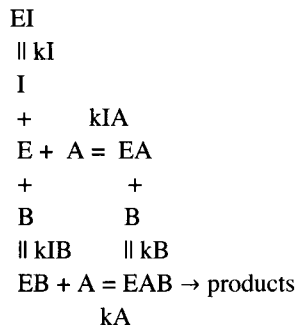 EI
|| kI
I
+ kIA
E + A = EA
+ +
B B
|| kIB || kB
EB + A = EAB → products
kA